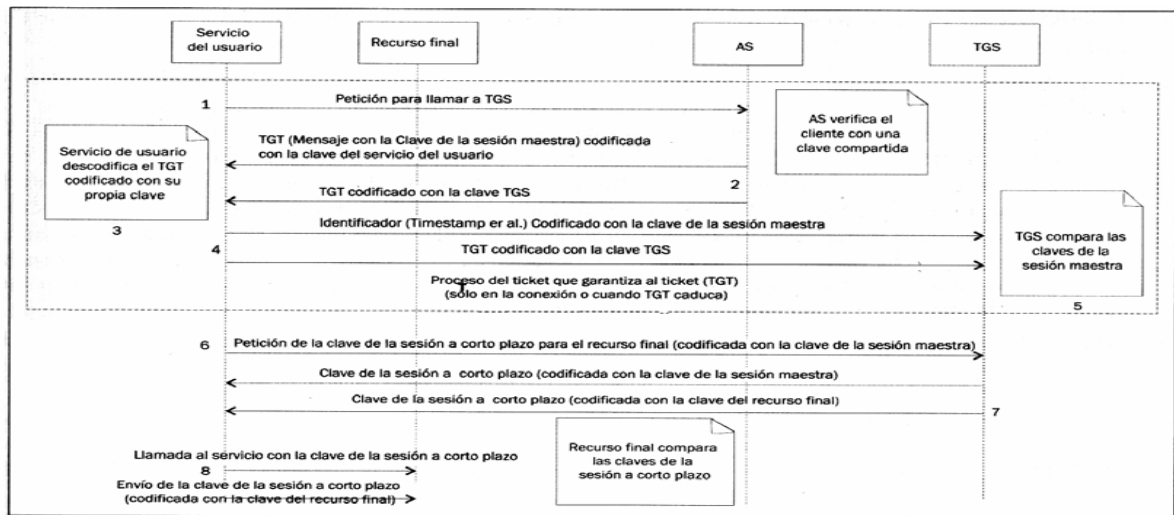 Servicio
del usuario
Recurso final
AS
TGS
1
Petición para llamar a TGS
AS verifica el
cliente con una
clave compartida
Servicio de usuario
descodifica el TGT
codificado con su
propia clave
TGT (Mensaje con la Clave de la sesión maestra) codificada
con la clave del servicio del usuario
2
TGT codificado con la clave TGS
3
Identificador (Timestamp er al.) Codificado con la clave de la sesión maestra
4
TGT codificado con la clave TGS
TGS compara las
claves de la
sesión maestra
Proceso del ticket que garantiza al ticket (TGT)
(sólo en la conexión o cuando TGT caduca)
5
6
Petición de la clave de la sesión a corto plazo para el recurso final (codificada con la clave de la sesión maestra)
Clave de la sesión a corto plazo (codificada con la clave de la sesión maestra)
Clave de la sesión a corto plazo (codificada con la clave del recurso final)
7
Recurso final compara
las claves de la
sesión a corto plazo
Llamada al servicio con la clave de la sesión a corto plazo
8
Envío de la clave de la sesión a corto plazo
(codificada con la clave del recurso final)